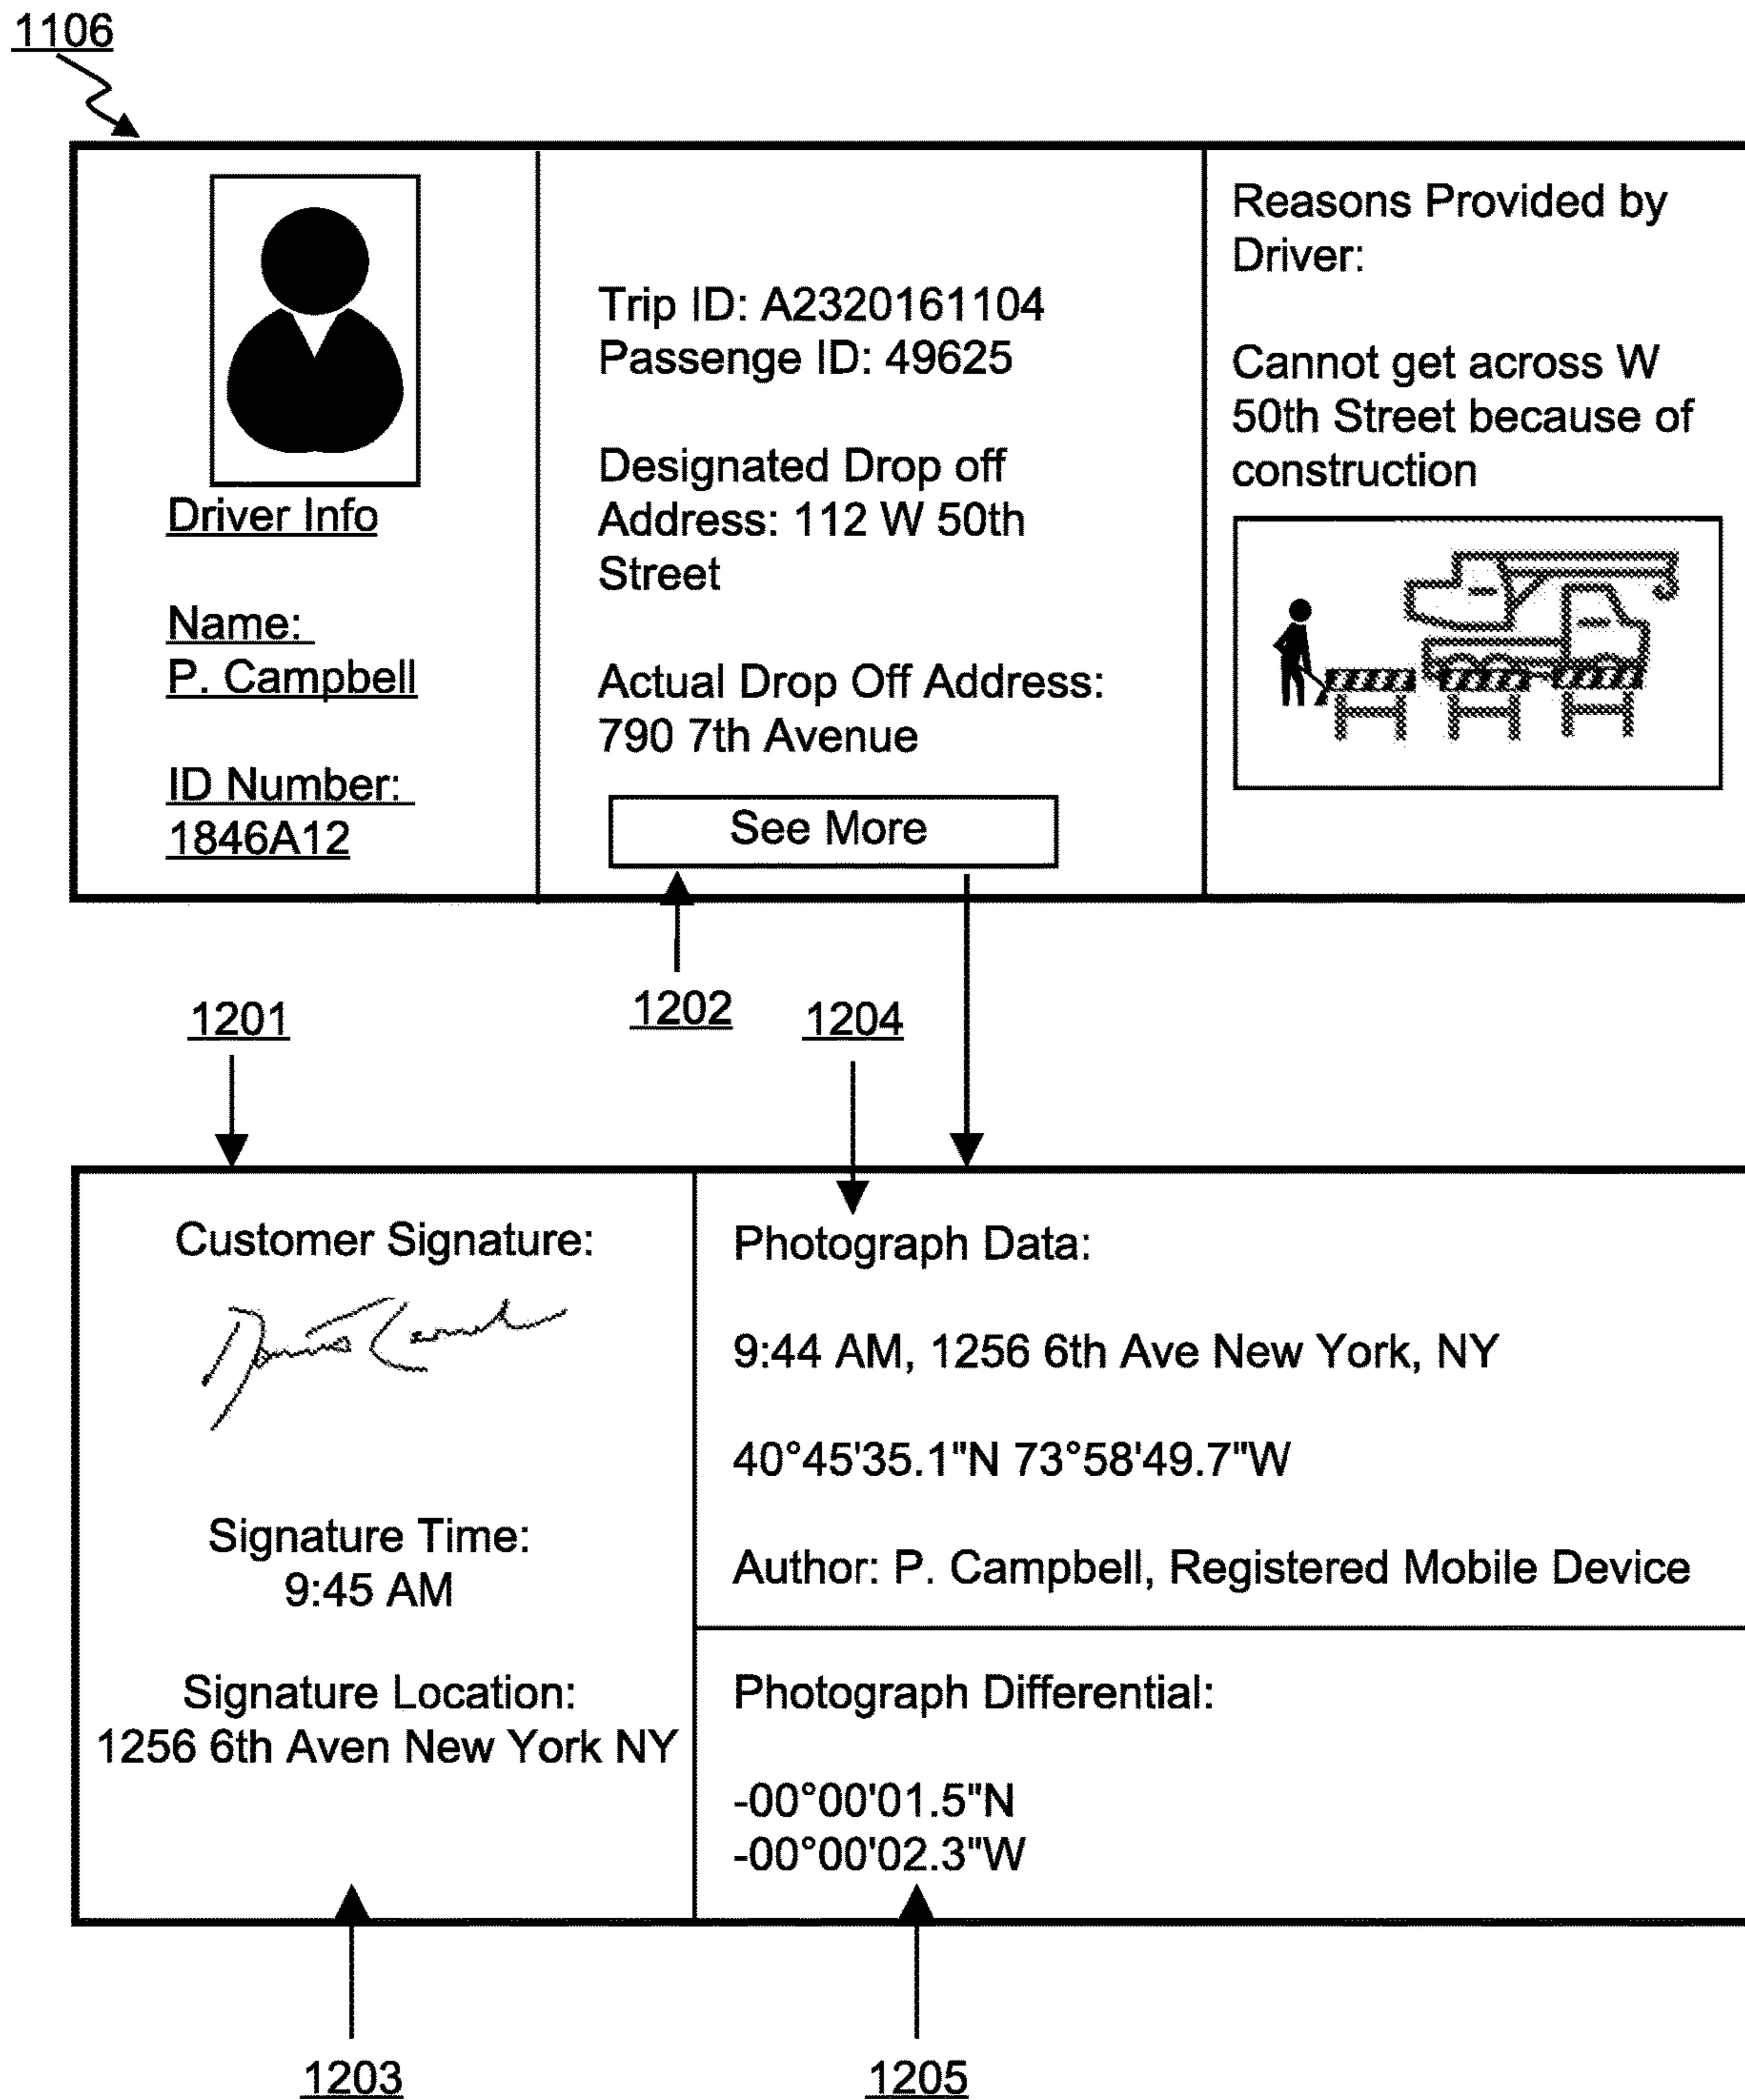 1106
Driver Info
Name:
P. Campbell
ID Number:
1846A12
Trip ID: A2320161104
Passenge ID: 49625
Designated Drop off
Address: 112 W 50th
Street
Actual Drop Off Address:
790 7th Avenue
See More
Reasons Provided by
Driver:
Cannot get across W
50th Street because of
construction
1202
1201
1204
Customer Signature:
Signature Time:
9:45 AM
Signature Location:
1256 6th Aven New York NY
Photograph Data:
9:44 AM, 1256 6th Ave New York, NY
40°45'35.1"N 73°58'49.7"W
Author: P. Campbell, Registered Mobile Device
Photograph Differential:
-00°00'01.5"N
-00°00'02.3"W
1203
1205